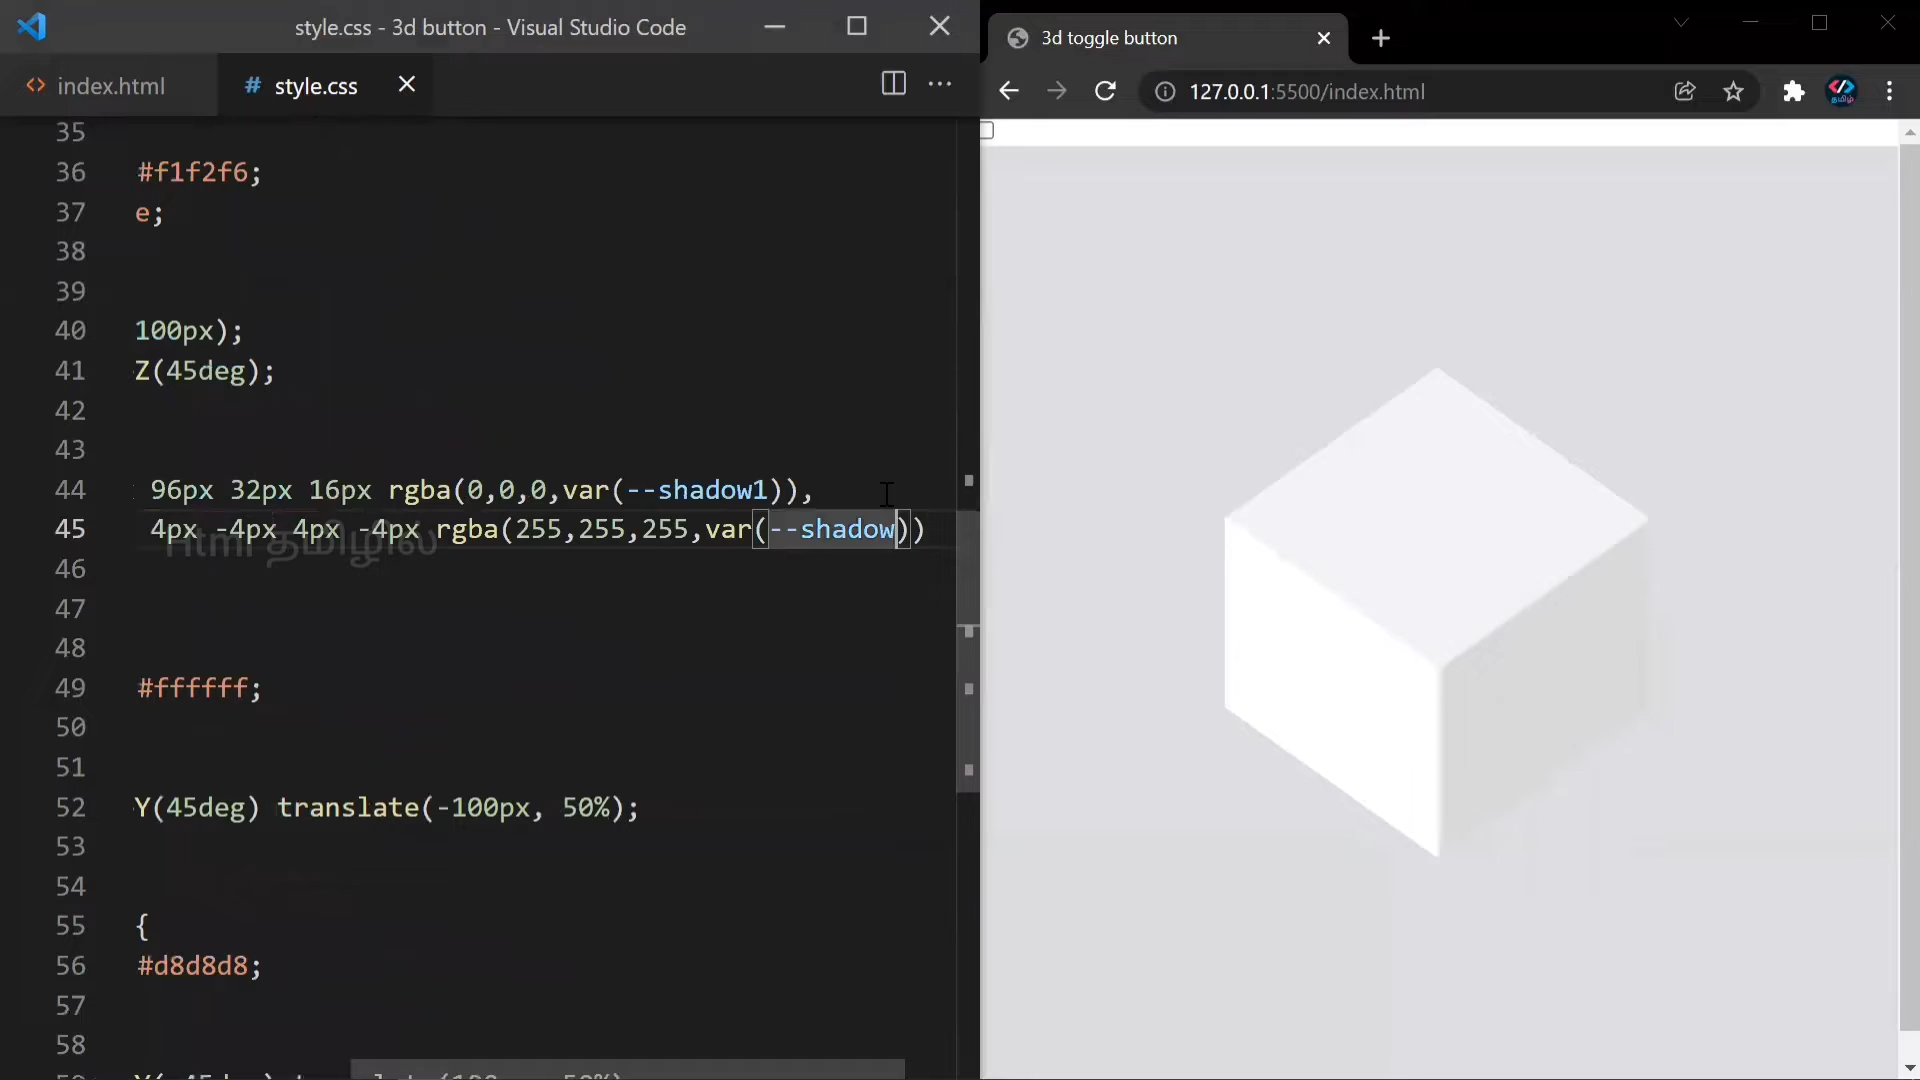 style.css - 3d button - Visual Studio Code
index.html
# style.css
35
36 #f1f2f6;
37 e;
38
39
40 100px);
41 Z(45deg);
42
43
44 96px 32px 16px rgba(0,0,0,var(--shadow1)),
45 4px -4px 4px -4px rgba(255,255,255,var(--shadow))
Html தமிழில்
46
47
48
49 #ffffff;
50
51
52 Y(45deg) translate(-100px, 50%);
53
54
55 {
56 #d8d8d8;
57
58
3d toggle button
127.0.0.1:5500/index.html
தமிழ்